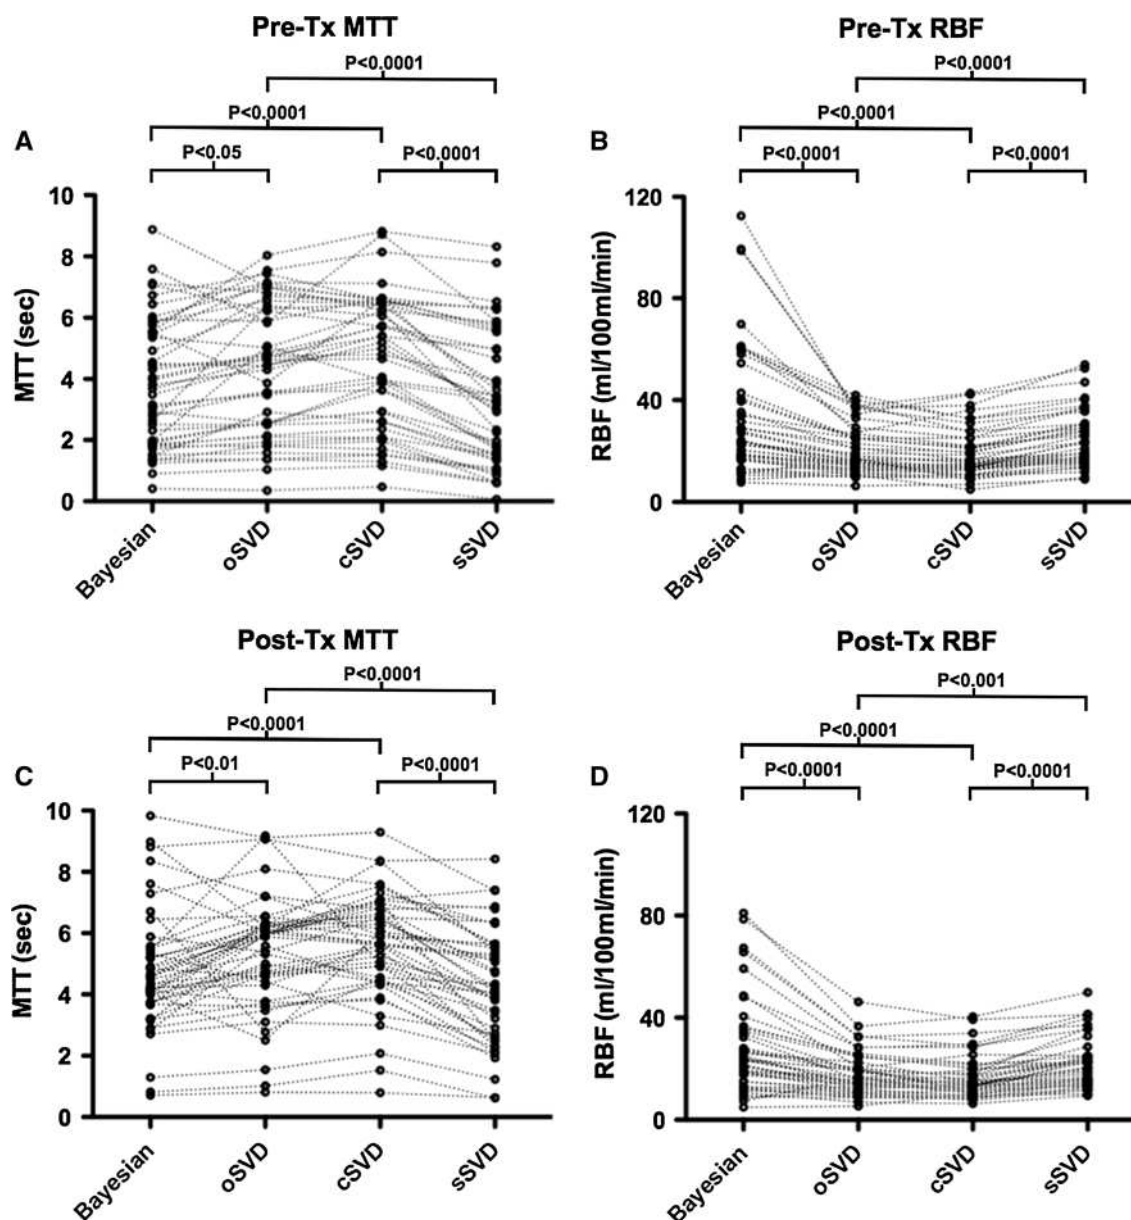 Pre-Tx MTT
P<0.0001
P<0.0001
A
P<0.05
P<0.0001
10
8
6
4
2
0
MTT (sec)
Bayesian
oSVD
cSVD
sSVD
Pre-Tx RBF
P<0.0001
P<0.0001
B
P<0.0001
P<0.0001
120
80
40
0
RBF (ml/100ml/min)
Bayesian
oSVD
cSVD
sSVD
Post-Tx MTT
P<0.0001
P<0.0001
C
P<0.01
P<0.0001
10
8
6
4
2
0
MTT (sec)
Bayesian
oSVD
cSVD
sSVD
Post-Tx RBF
P<0.001
P<0.0001
D
P<0.0001
P<0.0001
120
80
40
0
RBF (ml/100ml/min)
Bayesian
oSVD
cSVD
sSVD